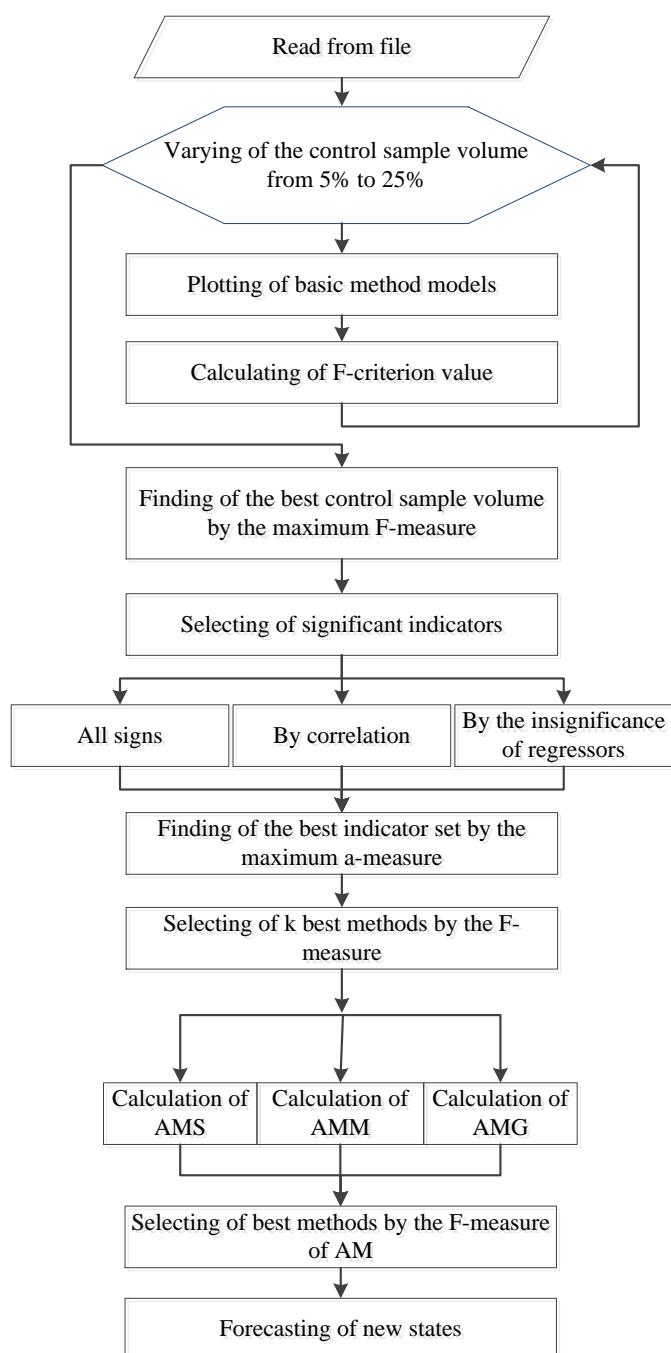 Read from file
Varying of the control sample volume
from 5% to 25%
Plotting of basic method models
Calculating of F-criterion value
Finding of the best control sample volume
by the maximum F-measure
Selecting of significant indicators
All signs
By correlation
By the insignificance
of regressors
Finding of the best indicator set by the
maximum a-measure
Selecting of k best methods by the F-
measure
Calculation of
AMS
Calculation of
AMM
Calculation of
AMG
Selecting of best methods by the F-measure
of AM
Forecasting of new states